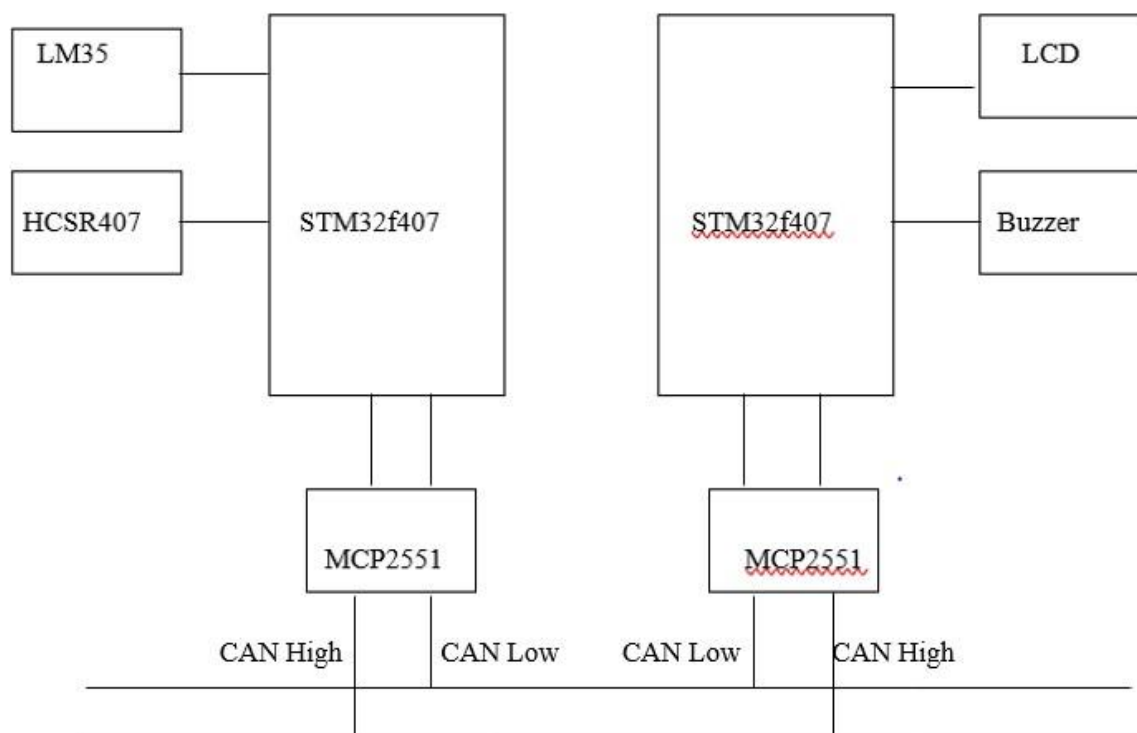 LM35
LCD
HCSR407
STM32f407
STM32f407
Buzzer
MCP2551
MCP2551
CAN High
CAN Low
CAN Low
CAN High